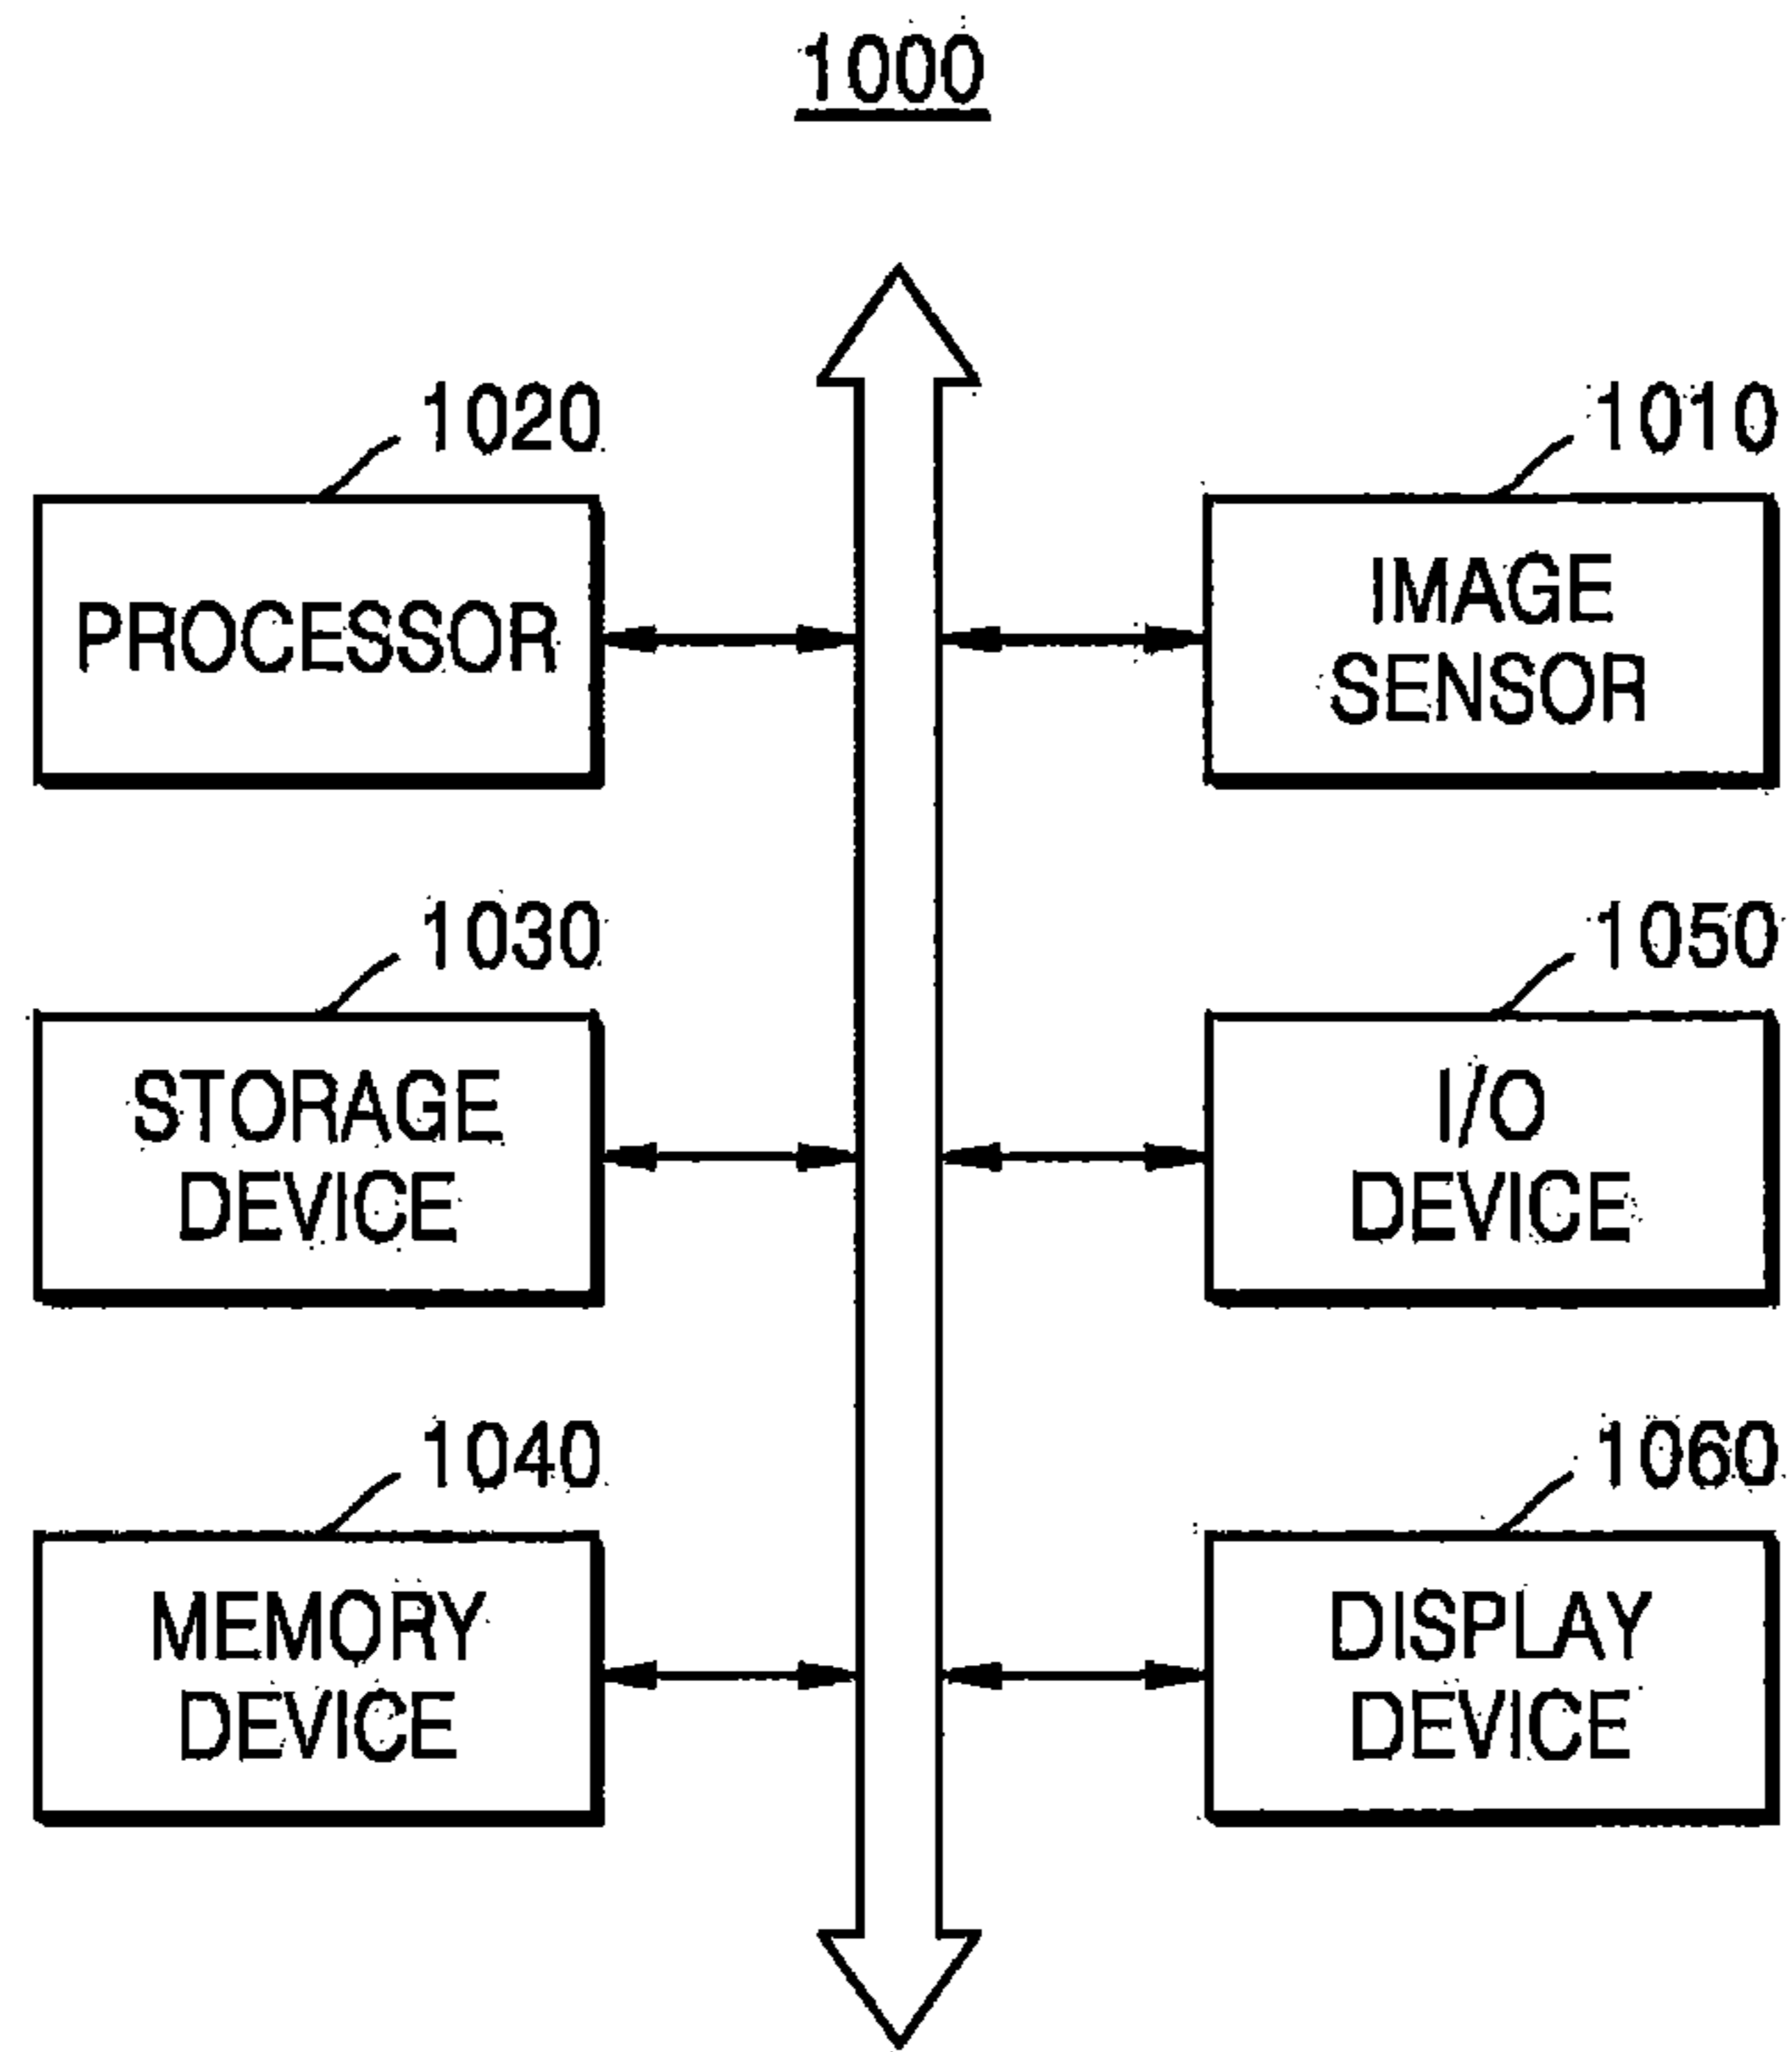 1000
1020
PROCESSOR
1010
IMAGE
SENSOR
1030
STORAGE
DEVICE
1050
I/O
DEVICE
1040
MEMORY
DEVICE
1060
DISPLAY
DEVICE